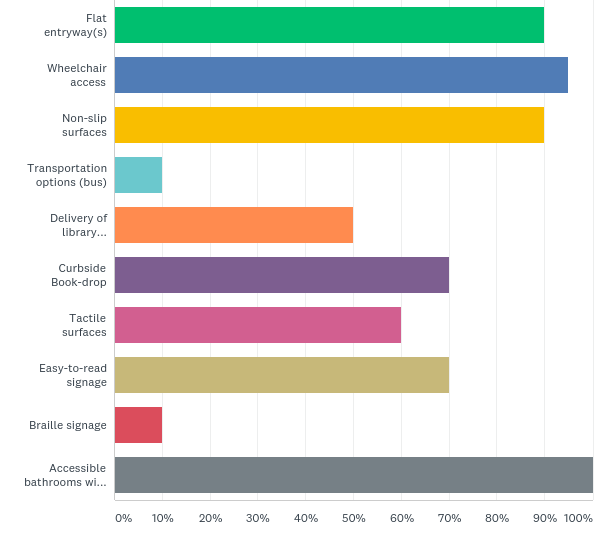 Flat
entryway(s)
Wheelchair
access
Non-slip
surfaces
Transportation
options (bus)
Delivery of
library...
Curbside
Book-drop
Tactile
surfaces
Easy-to-read
signage
Braille signage
Accessible
bathrooms wi...
0% 10% 20% 30% 40% 50% 60% 70% 80% 90% 100%